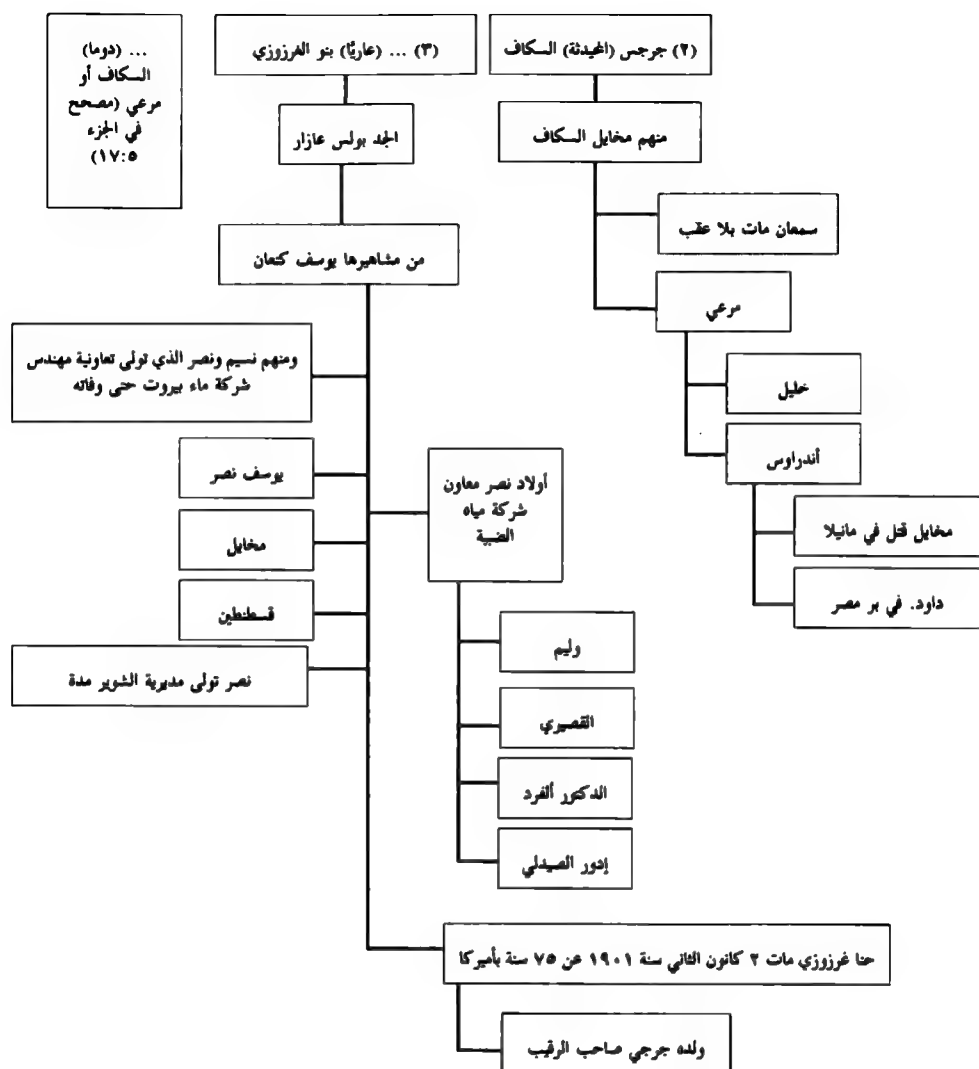 (٢) جرجس (المحيدثة) السكاف
منهم مخايل السكاف
سمعان مات بلا عقب
مرعي
خليل
أندراوس
مخايل قتل في مانيلا
داود. في بر مصر
(٣) ... (عاريّا) بنو الغرزوزي
الجد بولس عازار
من مشاهيرها يوسف كنعان
ومنهم نسيم ونصر الذي تولى تعاونية مهندس
شركة ماء بيروت حتى وفاته
يوسف نصر
مخايل
قسطنطين
نصر تولى مديرية الشوير مدة
أولاد نصر معاون
شركة مياه
الضبية
وليم
القصيري
الدكتور ألفرد
إدور الصيدلي
حنا غرزوزي مات ٢ كانون الثاني سنة ١٩٠١ عن ٧٥ سنة بأميركا
ولده جرجي صاحب الرقيب
... (دوما)
السكاف أو
مرعي (مصحح
في الجزء
١٧:٥)